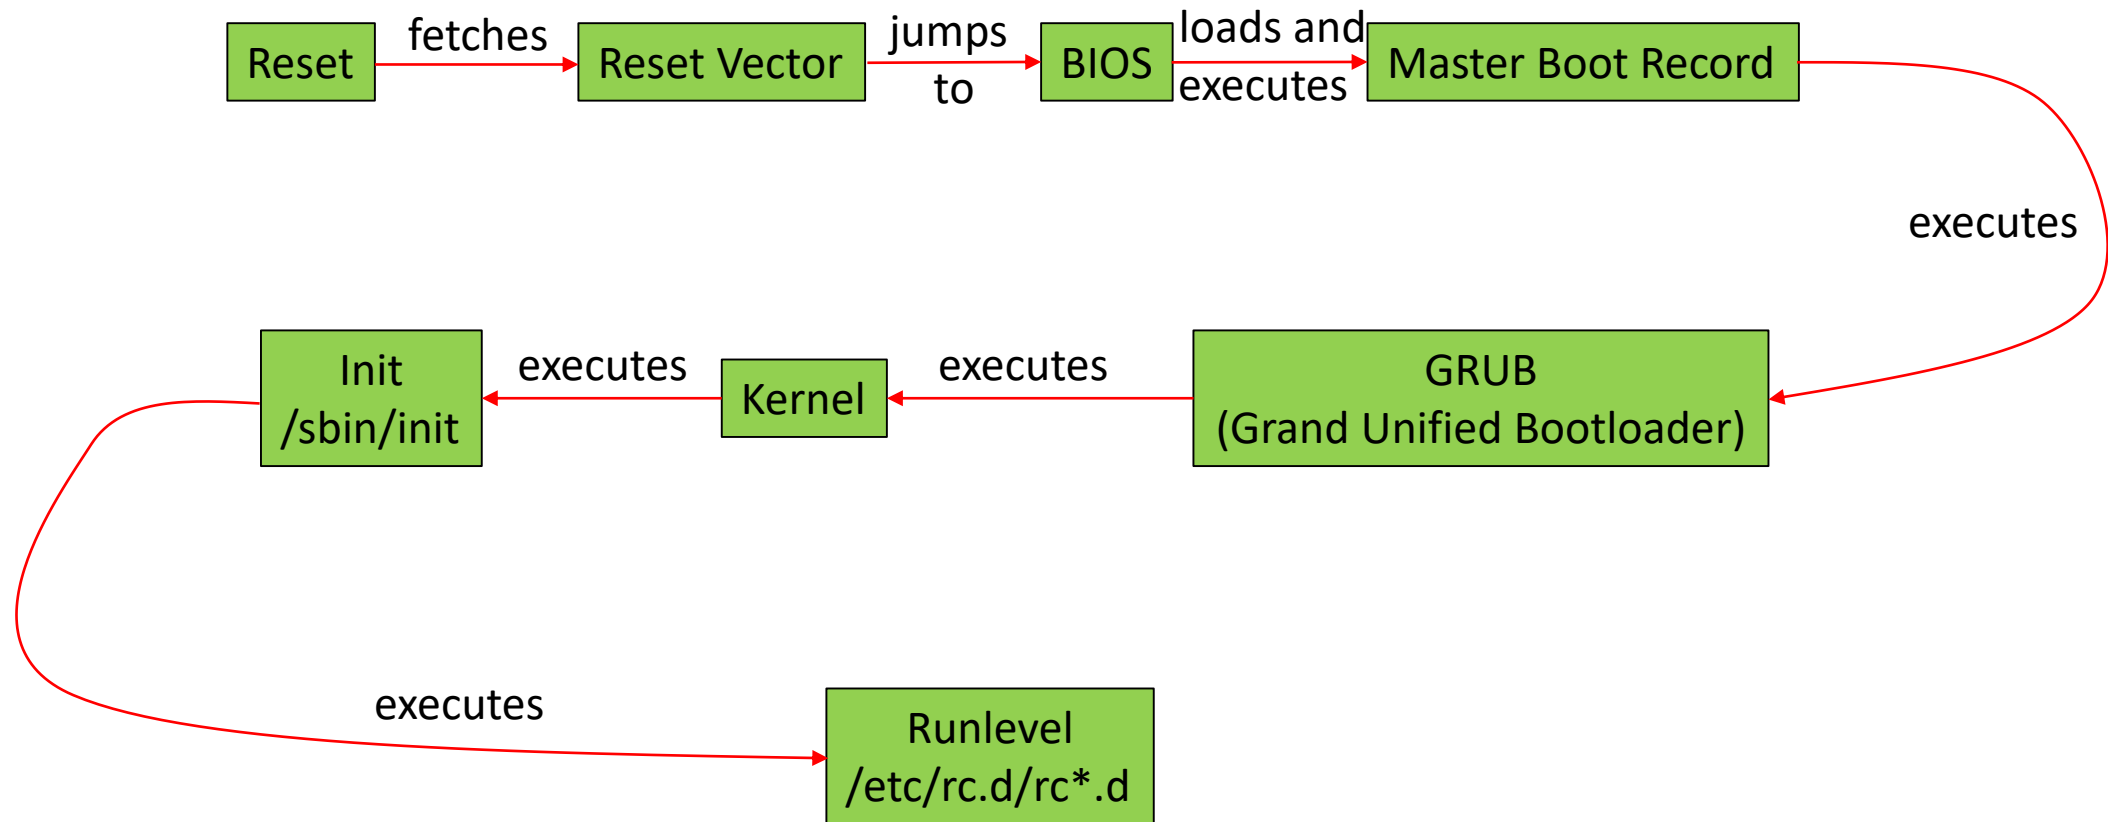 Reset
fetches
Reset Vector
jumps
to
BIOS
loads and
executes
Master Boot Record
executes
GRUB
(Grand Unified Bootloader)
executes
Kernel
executes
Init
/sbin/init
executes
Runlevel
/etc/rc.d/rc*.d